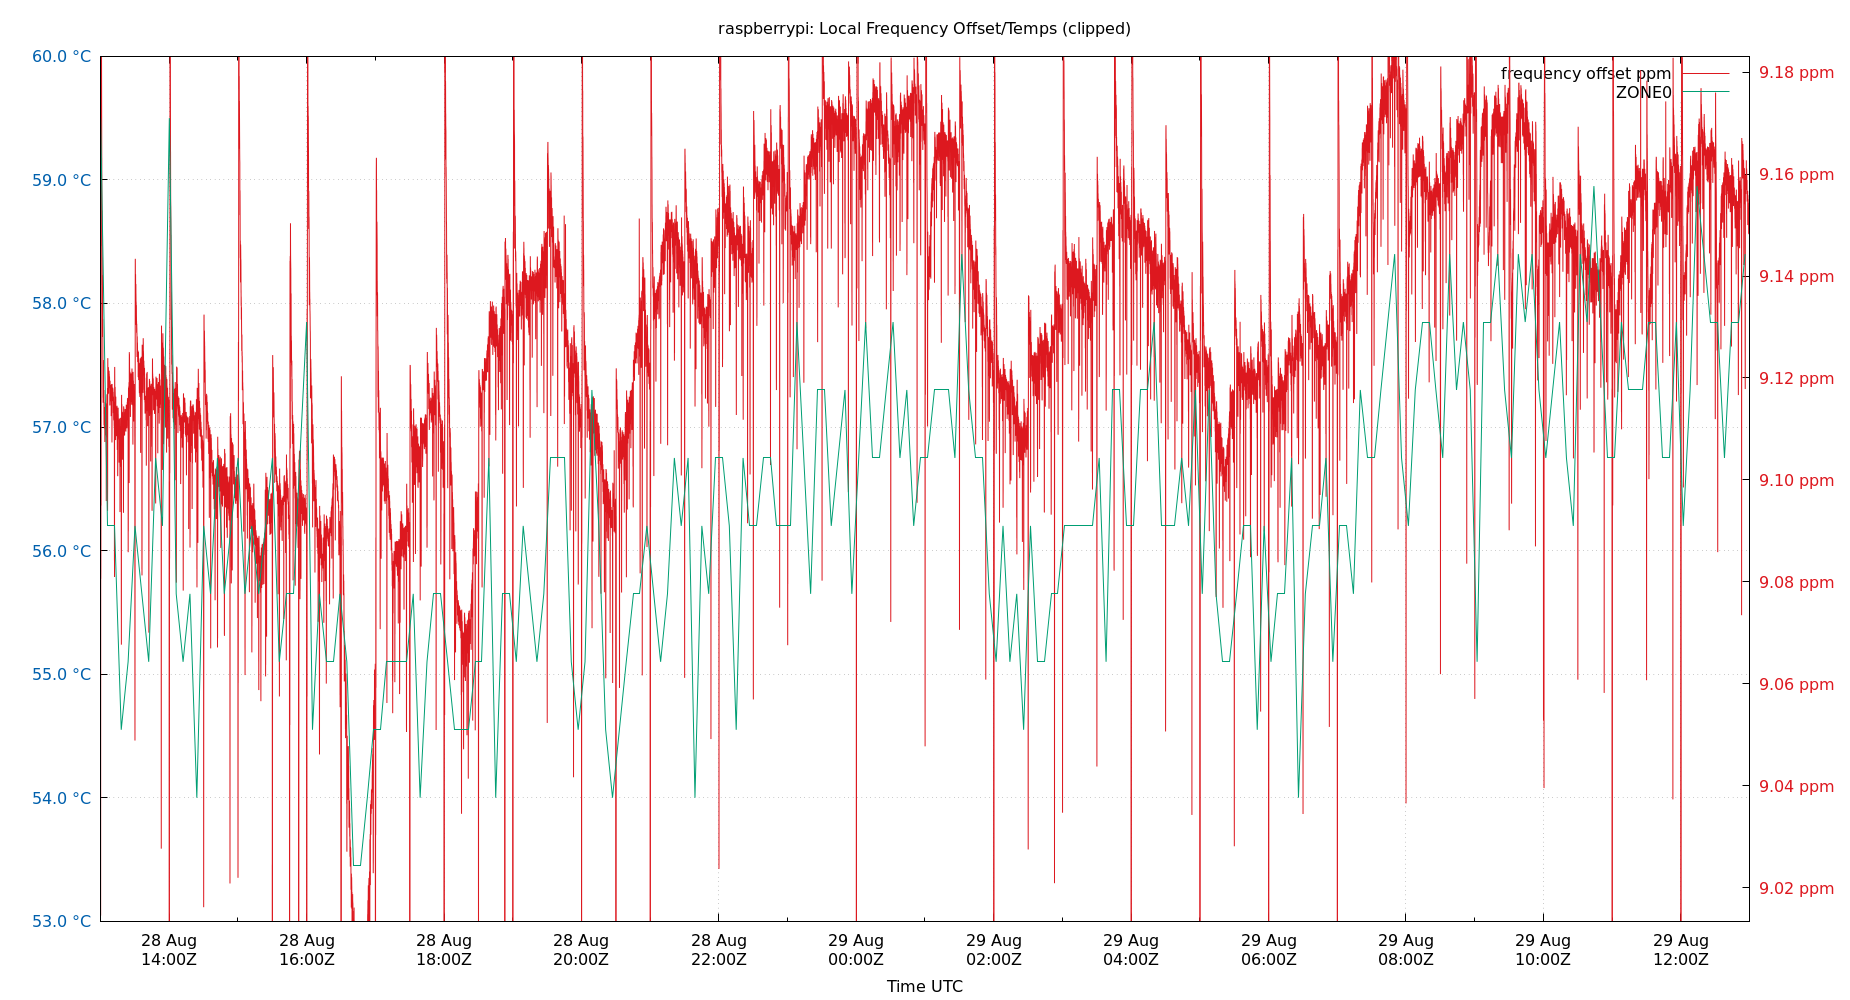 raspberrypi: Local Frequency Offset/Temps (clipped)
60.0 °C
59.0 °C
58.0 °C
57.0 °C
56.0 °C
55.0 °C
54.0 °C
53.0 °C
frequency offset ppm
ZONE0
9.18 ppm
9.16 ppm
9.14 ppm
9.12 ppm
9.10 ppm
9.08 ppm
9.06 ppm
9.04 ppm
9.02 ppm
28 Aug 28 Aug 28 Aug 28 Aug 28 Aug 29 Aug 29 Aug 29 Aug 29 Aug 29 Aug 29 Aug 29 Aug
14:00Z 16:00Z 18:00Z 20:00Z 22:00Z 00:00Z 02:00Z 04:00Z 06:00Z 08:00Z 10:00Z 12:00Z
Time UTC